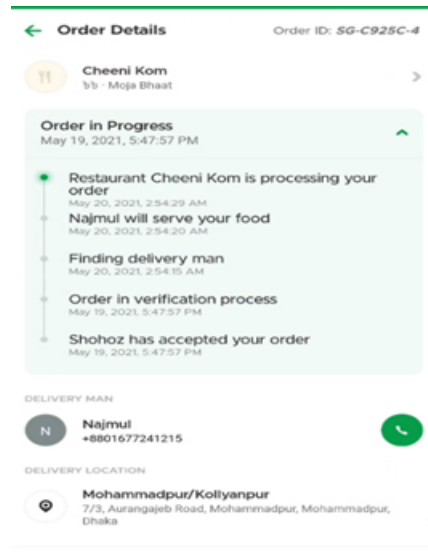 Order Details
Order ID: SG-C925C-4
Cheeni Kom
৳৳ · Moja Bhaat
Order in Progress
May 19, 2021, 5:47:57 PM
Restaurant Cheeni Kom is processing your
order
May 20, 2021, 2:54:29 AM
Najmul will serve your food
May 20, 2021, 2:54:20 AM
Finding delivery man
May 20, 2021, 2:54:15 AM
Order in verification process
May 19, 2021, 5:47:57 PM
Shohoz has accepted your order
May 19, 2021, 5:47:57 PM
DELIVERY MAN
N
Najmul
+8801677241215
DELIVERY LOCATION
Mohammadpur/Kollyanpur
7/3, Aurangajeb Road, Mohammadpur, Mohammadpur,
Dhaka